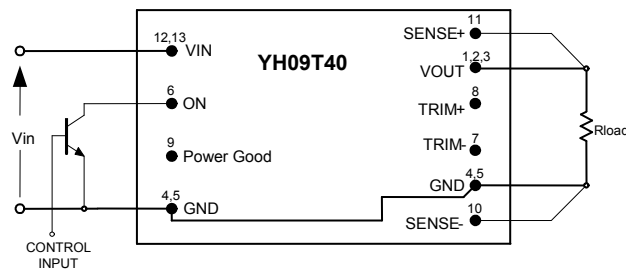 11
SENSE+
12,13
VIN
YH09T40
1,2,3
VOUT
6
ON
8
TRIM+
Vin
Rload
9
Power Good
7
TRIM-
4,5
GND
4,5
GND
10
SENSE-
CONTROL
INPUT